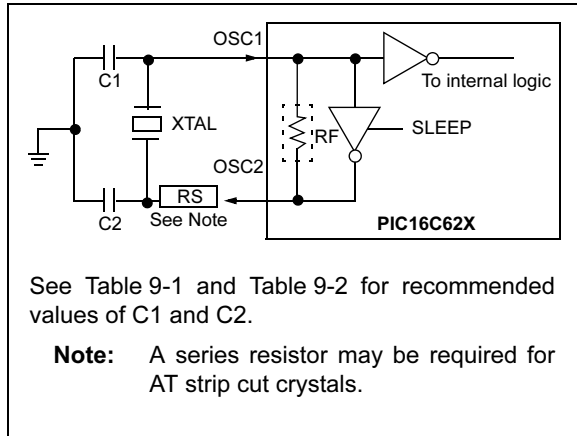 OSC1
C1
To internal logic
XTAL
RF
SLEEP
OSC2
RS
C2
See Note
PIC16C62X
See Table 9-1 and Table 9-2 for recommended
values of C1 and C2.
Note: A series resistor may be required for
AT strip cut crystals.